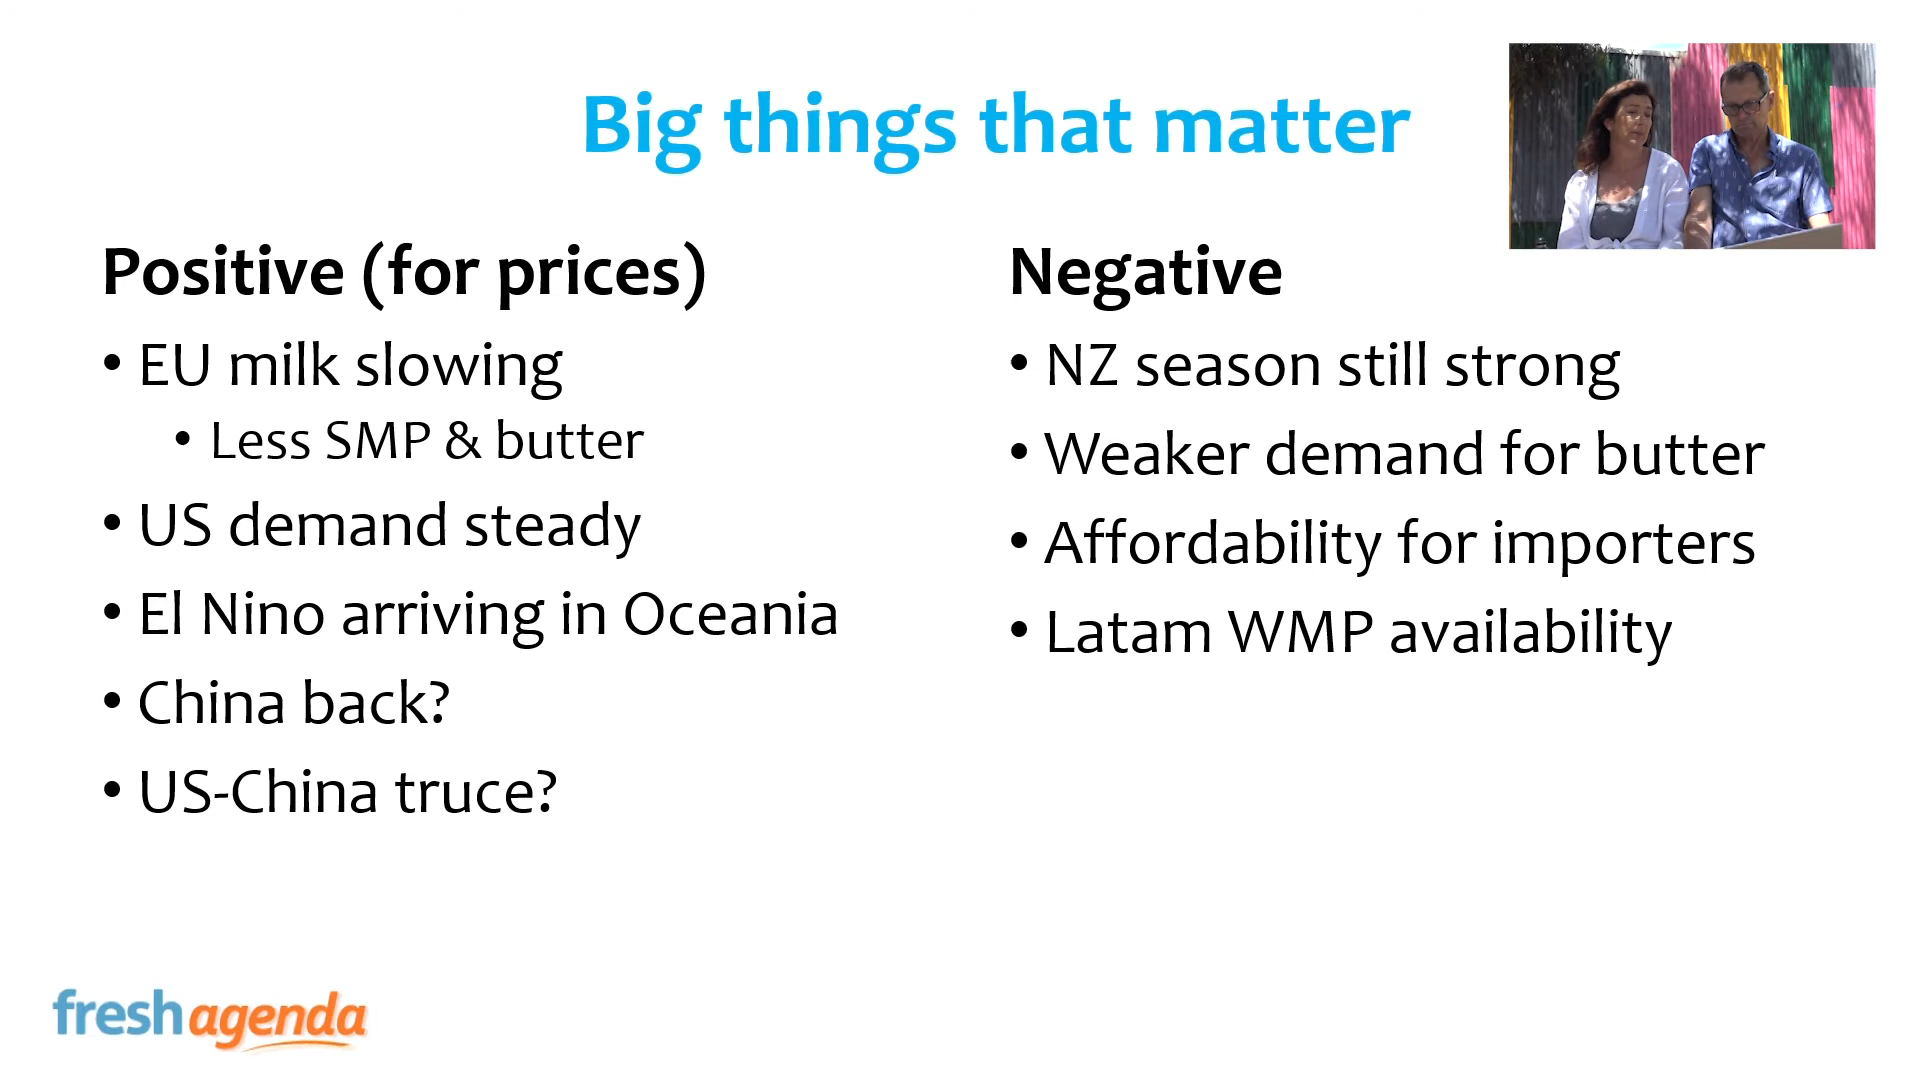 Big things that matter
Positive (for prices)
• EU milk slowing
• Less SMP & butter
• US demand steady
• El Nino arriving in Oceania
• China back?
• US-China truce?
Negative
• NZ season still strong
• Weaker demand for butter
• Affordability for importers
• Latam WMP availability
fresh agenda